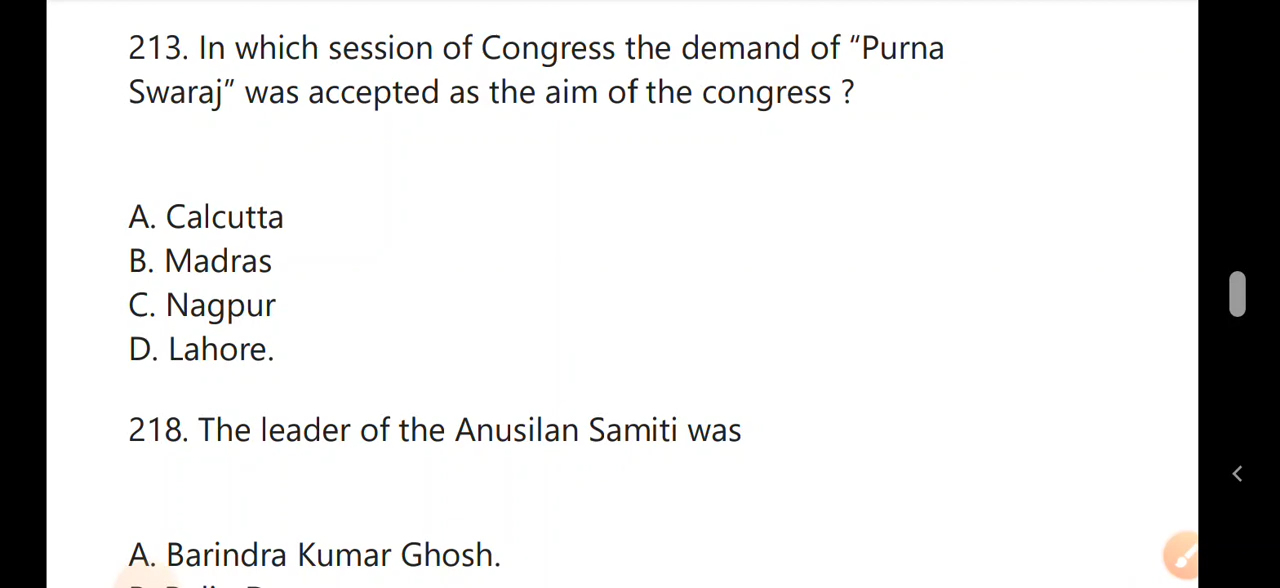 213. In which session of Congress the demand of “Purna
Swaraj” was accepted as the aim of the congress ?
A. Calcutta
B. Madras
C. Nagpur
D. Lahore.
218. The leader of the Anusilan Samiti was
A. Barindra Kumar Ghosh.